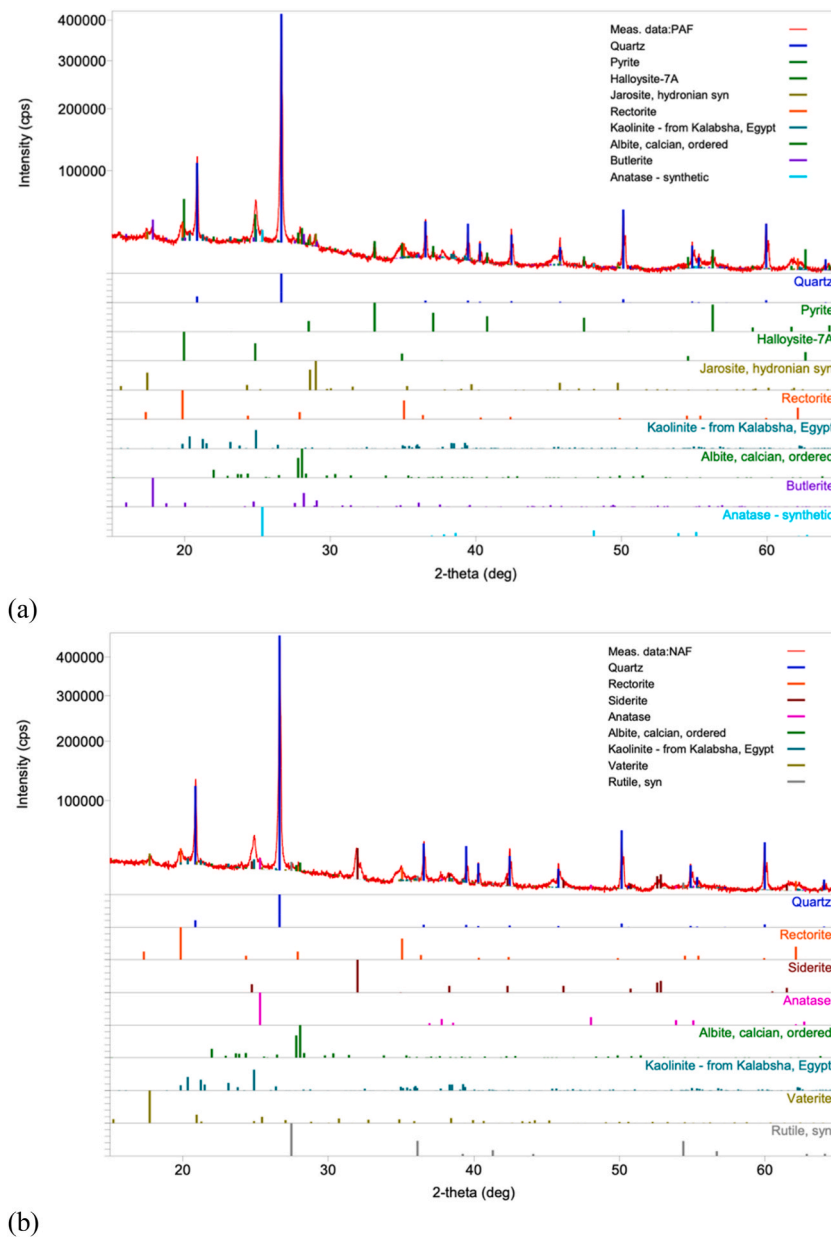 400000
300000
200000
100000
Intensity (cps)
Meas. data:PAF
Quartz
Pyrite
Halloysite-7A
Jarosite, hydronian syn
Rectorite
Kaolinite - from Kalabsha, Egypt
Albite, calcian, ordered
Butlerite
Anatase - synthetic
Quartz
Pyrite
Halloysite-7A
Jarosite, hydronian syn
Rectorite
Kaolinite - from Kalabsha, Egypt
Albite, calcian, ordered
Butlerite
Anatase - synthetic
20 30 40 50 60
2-theta (deg)
(a)
400000
300000
200000
100000
Intensity (cps)
Meas. data:NAF
Quartz
Rectorite
Siderite
Anatase
Albite, calcian, ordered
Kaolinite - from Kalabsha, Egypt
Vaterite
Rutile, syn
Quartz
Rectorite
Siderite
Anatase
Albite, calcian, ordered
Kaolinite - from Kalabsha, Egypt
Vaterite
Rutile, syn
20 30 40 50 60
2-theta (deg)
(b)